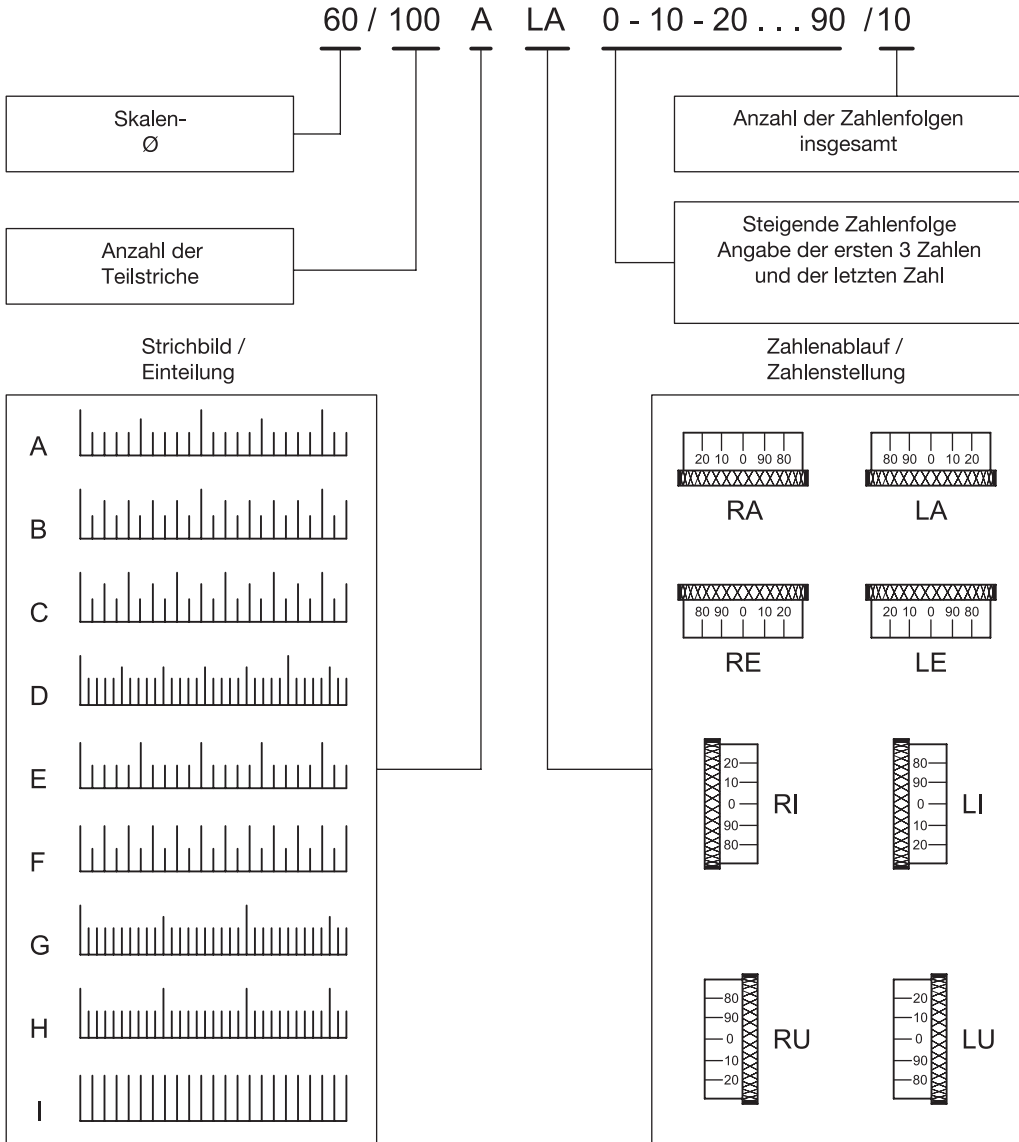 60 / 100 A LA 0 - 10 - 20 . . . 90 / 10
Skalen-
Ø
Anzahl der Zahlenfolgen
insgesamt
Anzahl der
Teilstriche
Steigende Zahlenfolge
Angabe der ersten 3 Zahlen
und der letzten Zahl
Strichbild /
Einteilung
A
B
C
D
E
F
G
H
I
Zahlenablauf /
Zahlenstellung
20 10 0 90 80
RA
80 90 0 10 20
LA
80 90 0 10 20
RE
20 10 0 90 80
LE
20
10
0
90
80
RI
80
90
0
10
20
LI
80
90
0
10
20
RU
20
10
0
90
80
LU